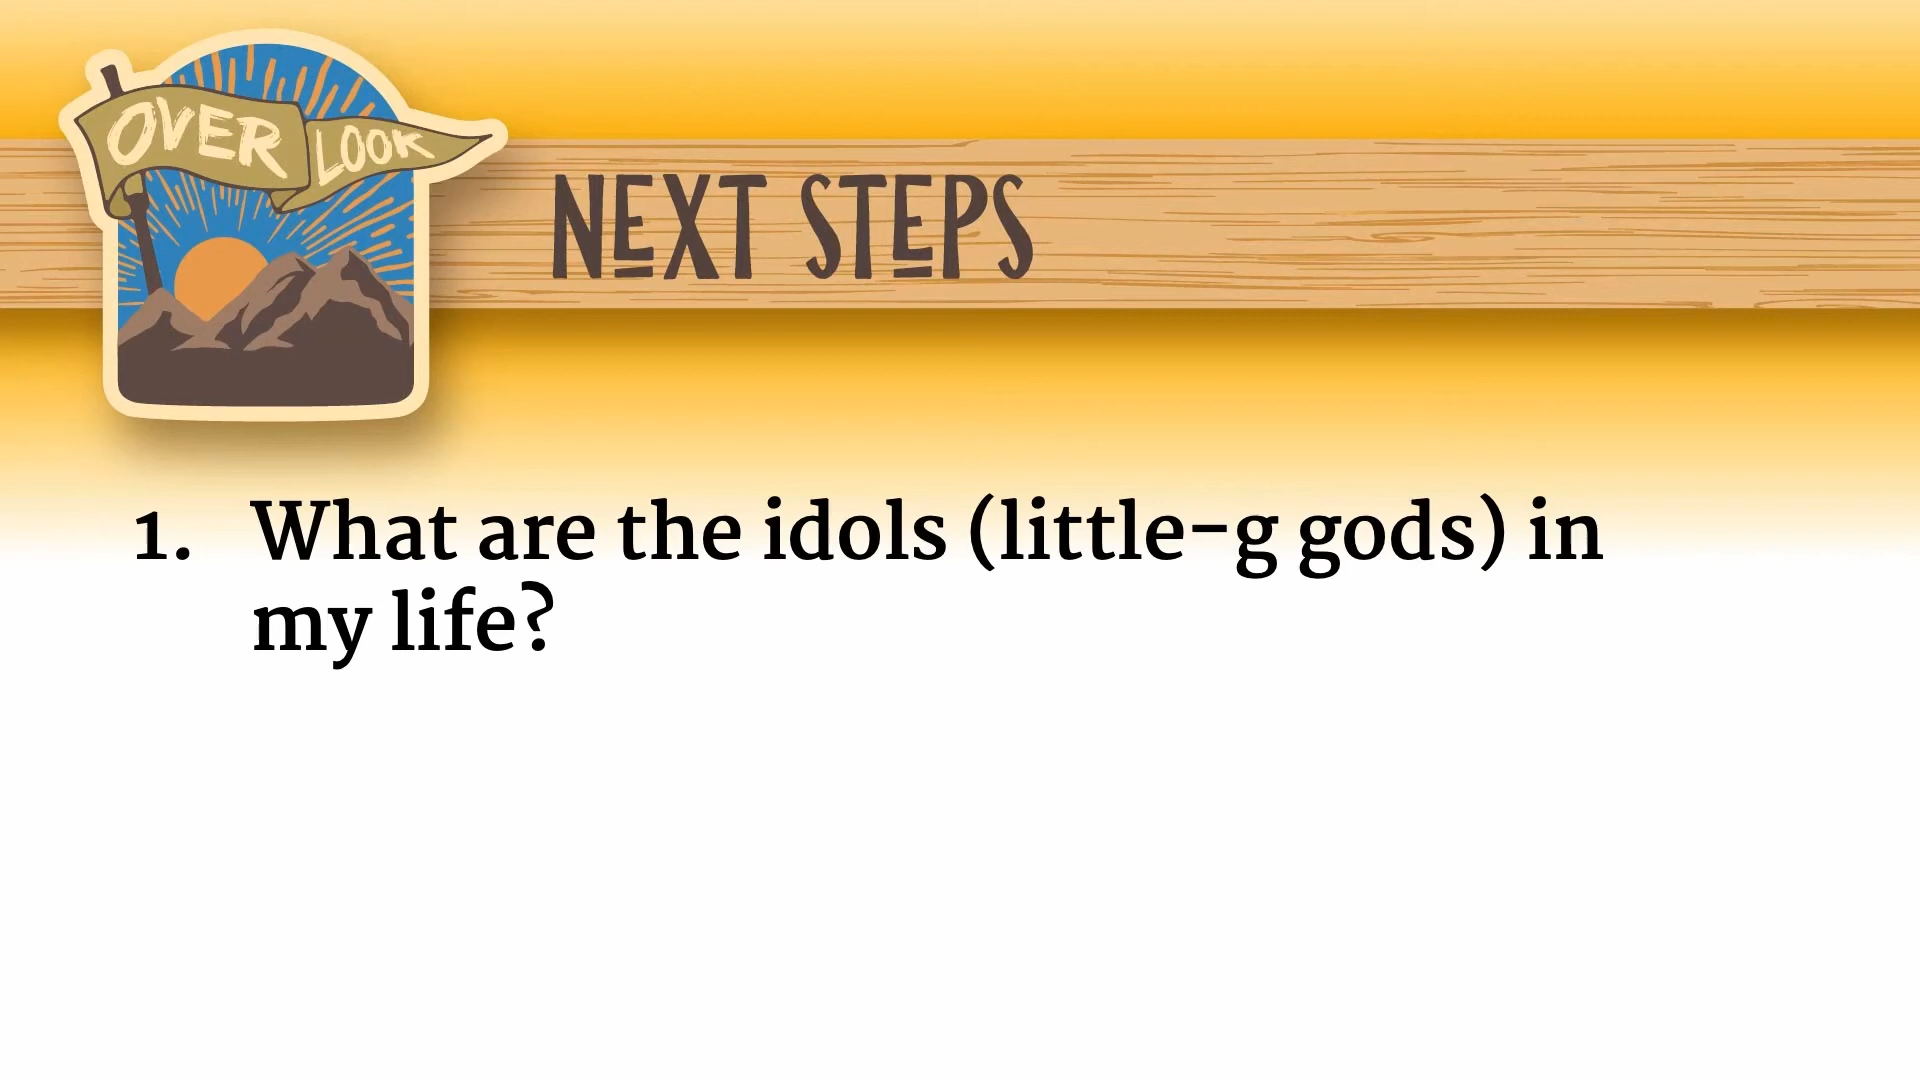 OVER LOOK
NEXT STEPS
1. What are the idols (little-g gods) in
my life?